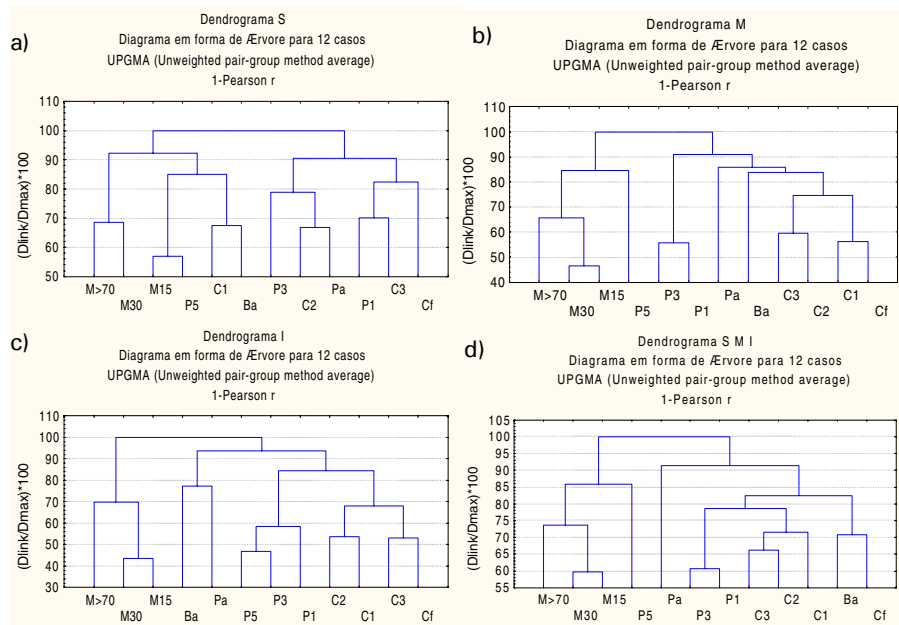 a)
Dendrograma S
Diagrama em forma de Ærvore para 12 casos
UPGMA (Unweighted pair-group method average)
1-Pearson r
(Dlink/Dmax)*100
110
100
90
80
70
60
50
M>70 M15 C1 P3 Pa C3
M30 P5 Ba C2 P1 Cf
b)
Dendrograma M
Diagrama em forma de Ærvore para 12 casos
UPGMA (Unweighted pair-group method average)
1-Pearson r
(Dlink/Dmax)*100
110
100
90
80
70
60
50
40
M>70 M15 P3 Pa C3 C1
M30 P5 P1 Ba C2 Cf
c)
Dendrograma I
Diagrama em forma de Ærvore para 12 casos
UPGMA (Unweighted pair-group method average)
1-Pearson r
(Dlink/Dmax)*100
110
100
90
80
70
60
50
40
30
M>70 M15 Pa P3 C2 C3
M30 Ba P5 P1 C1 Cf
d)
Dendrograma S M I
Diagrama em forma de Ærvore para 12 casos
UPGMA (Unweighted pair-group method average)
1-Pearson r
(Dlink/Dmax)*100
105
100
95
90
85
80
75
70
65
60
55
M>70 M15 Pa P1 C2 Ba
M30 P5 P3 C3 C1 Cf